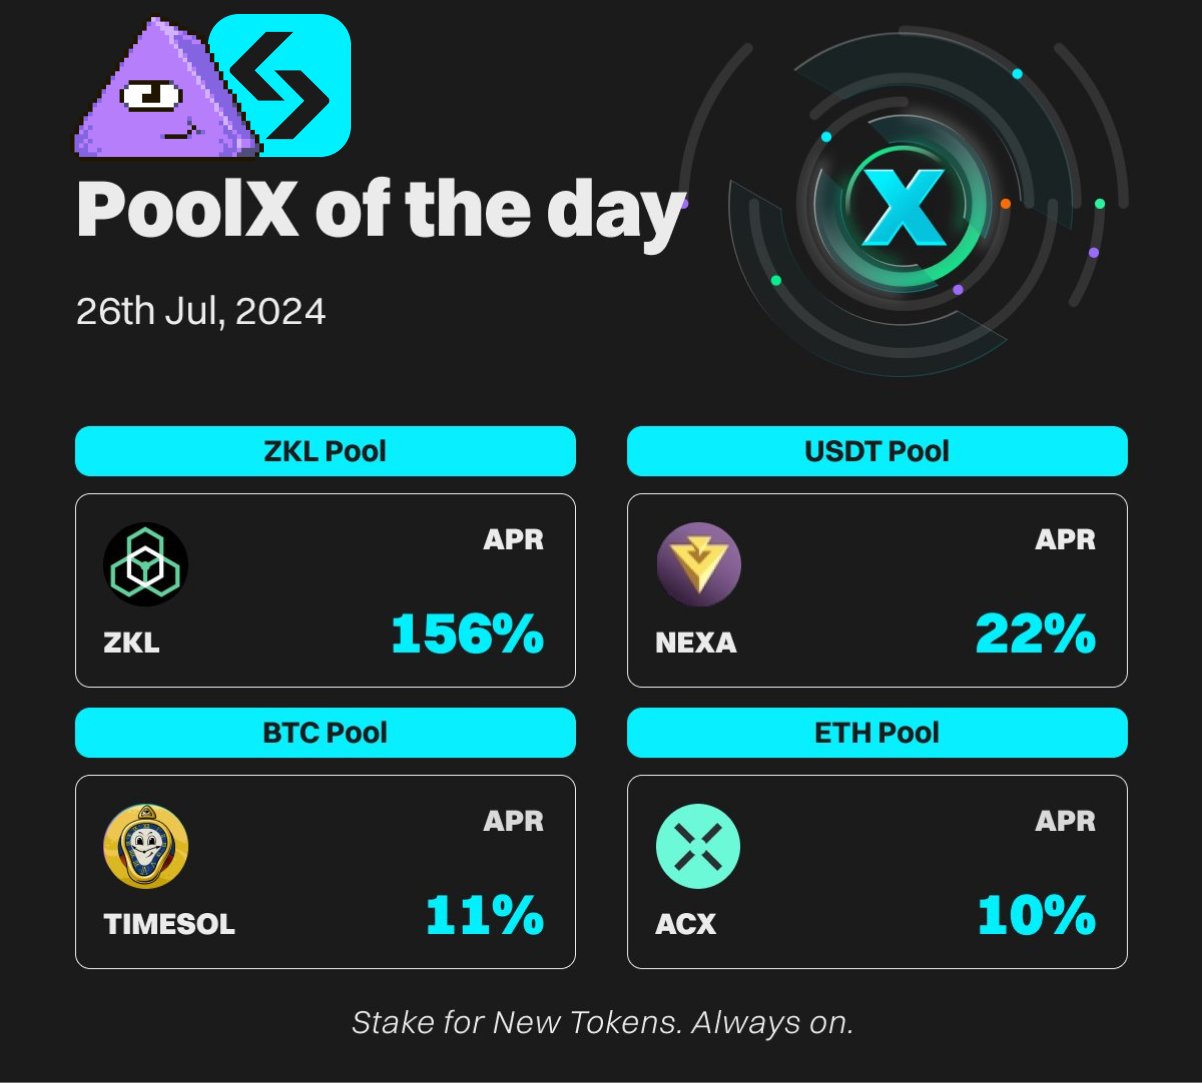 PoolX of the day
26th Jul, 2024
ZKL Pool
APR
ZKL
156%
USDT Pool
APR
NEXA
22%
BTC Pool
APR
TIMESOL
11%
ETH Pool
APR
ACX
10%
Stake for New Tokens. Always on.